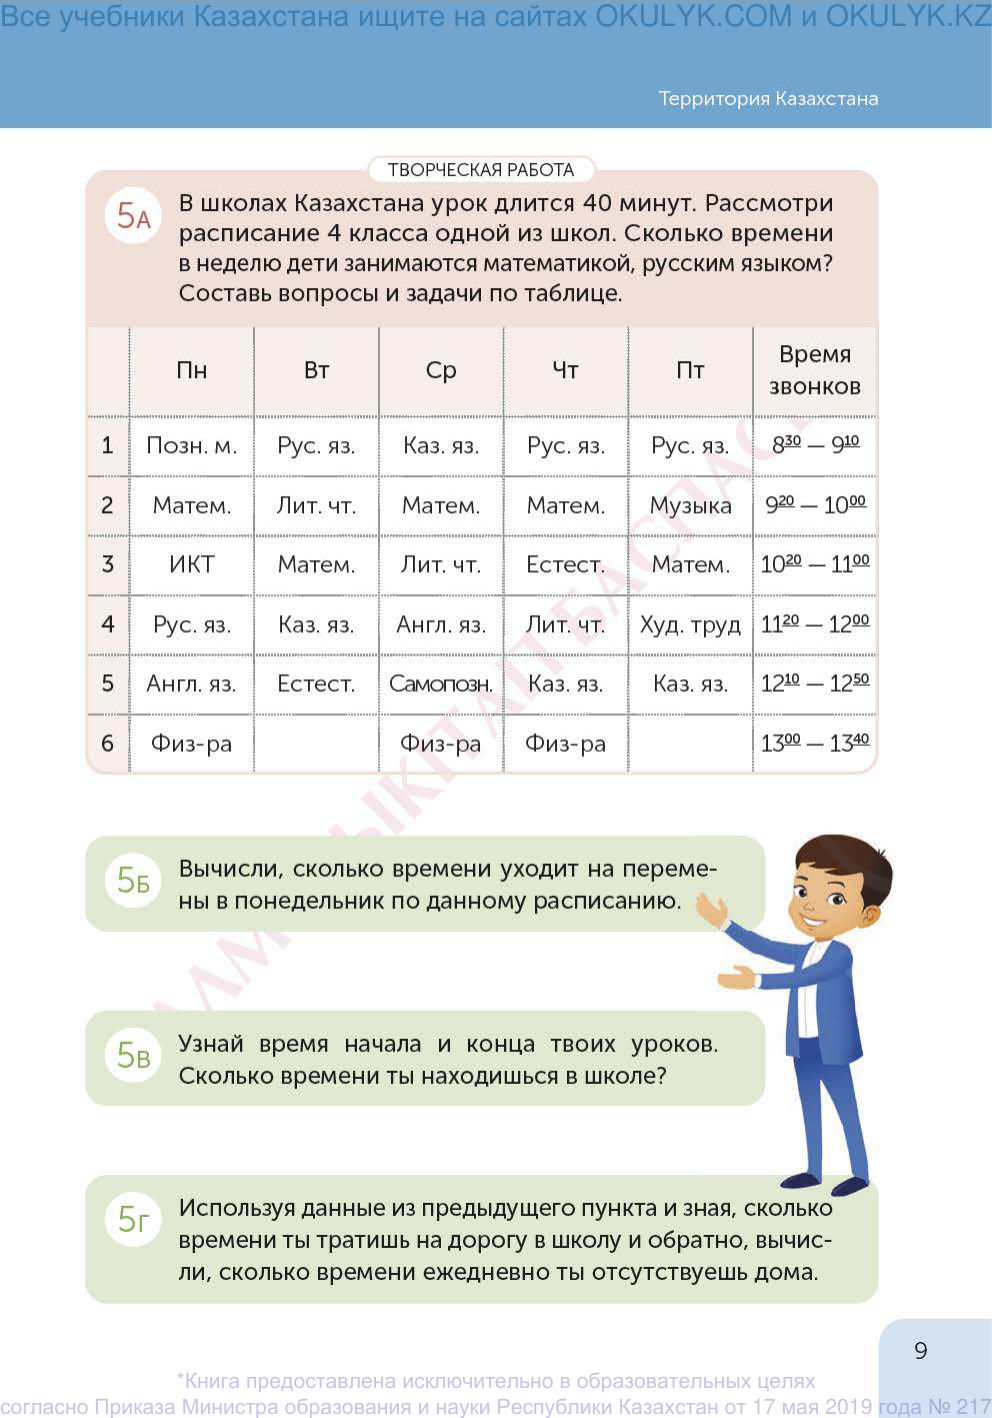 Все учебники Казахстана ищите на сайтах OKULYK.COM и OKULYK.KZ
Территория Казахстана
ТВОРЧЕСКАЯ РАБОТА
5А
В школах Казахстана урок длится 40 минут. Рассмотри
расписание 4 класса одной из школ. Сколько времени
в неделю дети занимаются математикой, русским языком?
Составь вопросы и задачи по таблице.
Пн Вт Ср Чт Пт Время звонков
1 Позн. м. Рус. яз. Каз. яз. Рус. яз. Рус. яз. 8³⁰ — 9¹⁰
2 Матем. Лит. чт. Матем. Матем. Музыка 9²⁰ — 10⁰⁰
3 ИКТ Матем. Лит. чт. Естест. Матем. 10²⁰ — 11⁰⁰
4 Рус. яз. Каз. яз. Англ. яз. Лит. чт. Худ. труд 11²⁰ — 12⁰⁰
5 Англ. яз. Естест. Самопозн. Каз. яз. Каз. яз. 12¹⁰ — 12⁵⁰
6 Физ-ра Физ-ра Физ-ра 13⁰⁰ — 13⁴⁰
5Б
Вычисли, сколько времени уходит на переме-
ны в понедельник по данному расписанию.
5В
Узнай время начала и конца твоих уроков.
Сколько времени ты находишься в школе?
5Г
Используя данные из предыдущего пункта и зная, сколько
времени ты тратишь на дорогу в школу и обратно, вычис-
ли, сколько времени ежедневно ты отсутствуешь дома.
9
*Книга предоставлена исключительно в образовательных целях
согласно Приказа Министра образования и науки Республики Казахстан от 17 мая 2019 года № 217